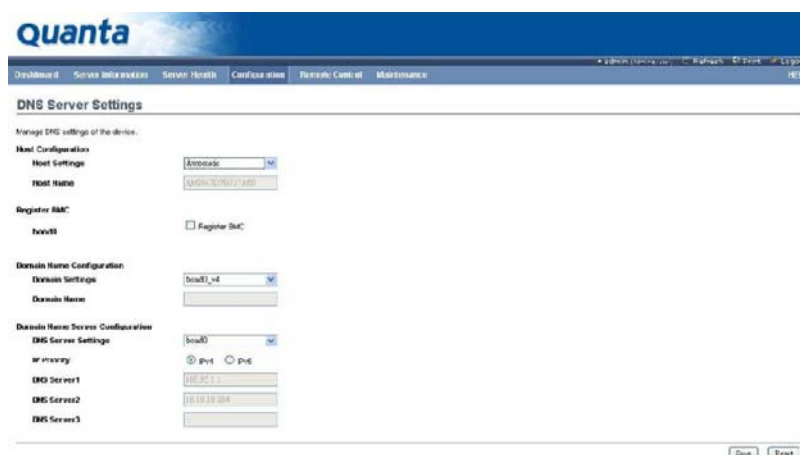 Quanta
• admin Refresh Print
Dashboard Server Information Server Health Configuration Remote Control Maintenance
DNS Server Settings
Manage DNS settings of the device.
Host Configuration
Host Settings Automatic
Host Name
Register BMC
bond0 Register BMC
Domain Name Configuration
Domain Settings bond0_v4
Domain Name
Domain Name Server Configuration
DNS Server Settings bond0
IP Priority IPv4 IPv6
DNS Server1
DNS Server2
DNS Server3
Save Reset